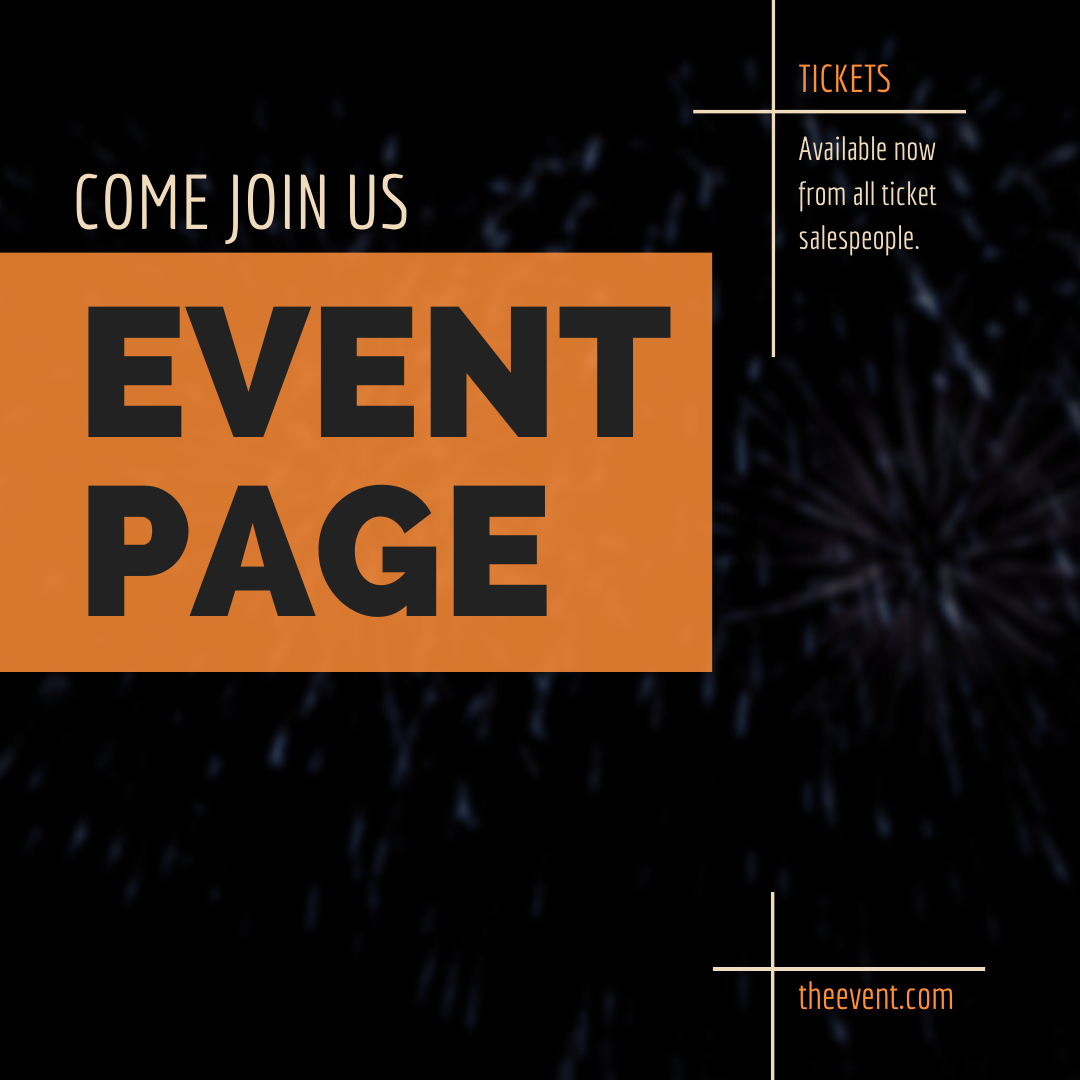 COME JOIN US
EVENT
PAGE
TICKETS
Available now
from all ticket
salespeople.
theevent.com